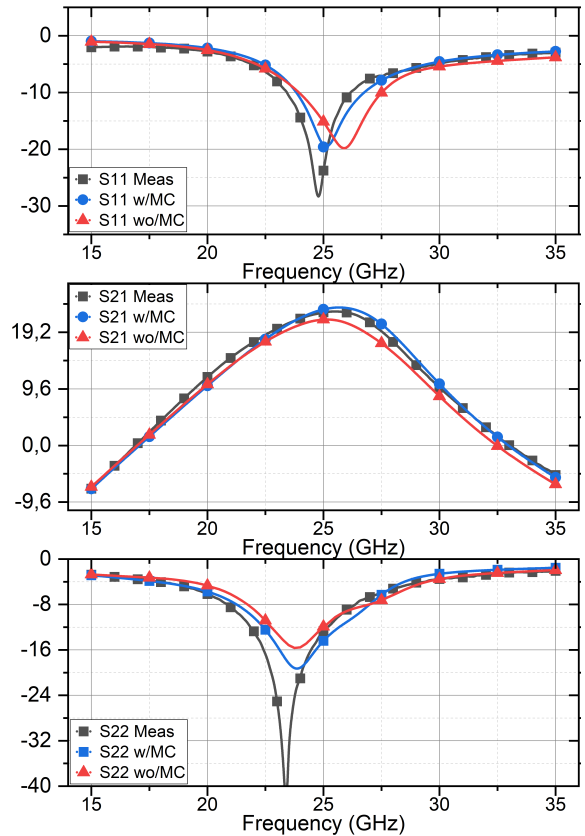 0
-10
-20
-30
S11 Meas
S11 w/MC
S11 wo/MC
15 20 25 30 35
Frequency (GHz)
S21 Meas
S21 w/MC
S21 wo/MC
19,2
9,6
0,0
-9,6
15 20 25 30 35
Frequency (GHz)
0
-8
-16
-24
-32
-40
S22 Meas
S22 w/MC
S22 wo/MC
15 20 25 30 35
Frequency (GHz)